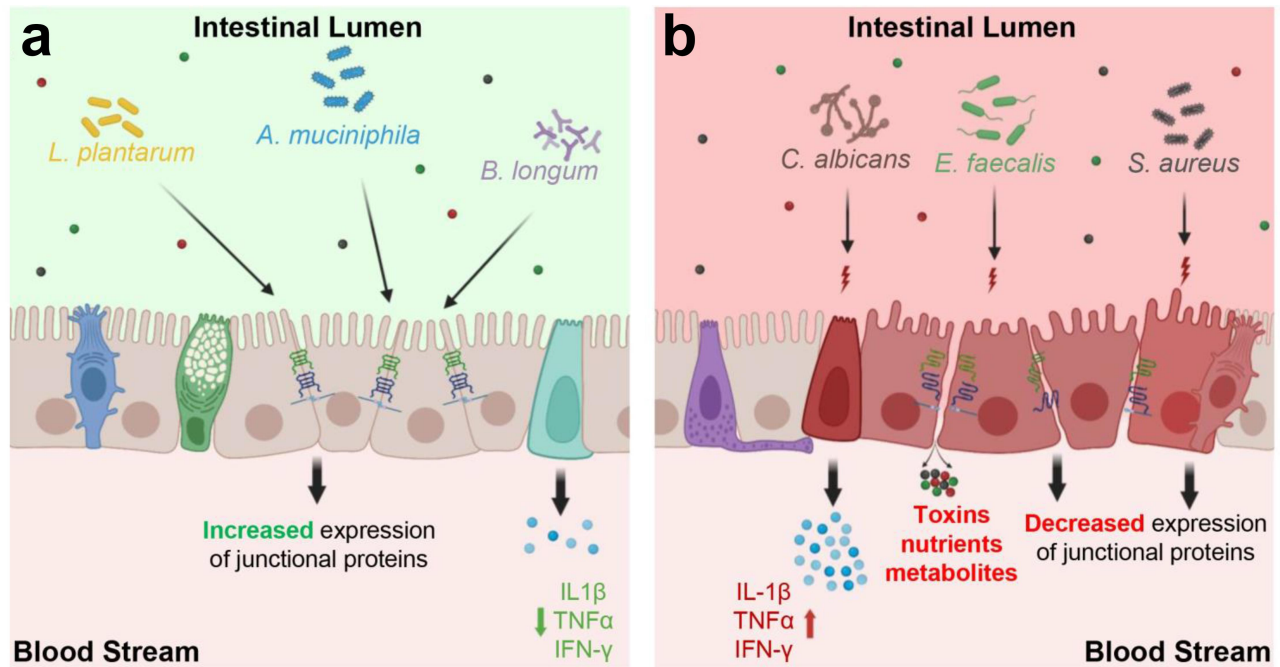 a
Intestinal Lumen
L. plantarum
A. muciniphila
B. longum
Increased expression
of junctional proteins
IL1β
TNFα
IFN-γ
Blood Stream
b
Intestinal Lumen
C. albicans
E. faecalis
S. aureus
Toxins
nutrients
metabolites
Decreased expression
of junctional proteins
IL-1β
TNFα
IFN-γ
Blood Stream